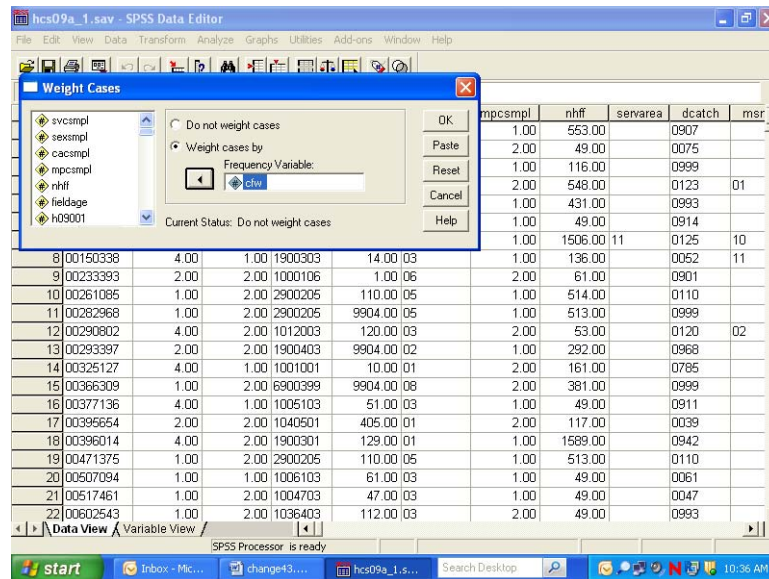 hcs09a_1.sav - SPSS Data Editor
File Edit View Data Transform Analyze Graphs Utilities Add-ons Window Help
Weight Cases
svcsmpl
sexsmpl
cacsmpl
mpcsmpl
nhff
fieldage
h09001
Do not weight cases
Weight cases by
Frequency Variable:
cfw
Current Status: Do not weight cases
OK
Paste
Reset
Cancel
Help
mpcsmpl nhff servarea dcatch msr
1.00 553.00 0907
2.00 49.00 0075
1.00 116.00 0999
2.00 548.00 0123 01
1.00 431.00 0993
1.00 49.00 0914
1.00 1506.00 11 0125 10
8 00150338 4.00 1.00 1900303 14.00 03 1.00 136.00 0052 11
9 00233393 2.00 2.00 1000106 1.00 06 2.00 61.00 0901
10 00261085 1.00 2.00 2900205 110.00 05 1.00 514.00 0110
11 00282968 1.00 2.00 2900205 9904.00 05 1.00 513.00 0999
12 00290802 4.00 1.00 1012003 120.00 03 2.00 53.00 0120 02
13 00293397 2.00 2.00 1900403 9904.00 02 1.00 292.00 0968
14 00325127 4.00 1.00 1001001 10.00 01 2.00 161.00 0785
15 00366309 1.00 2.00 6900399 9904.00 08 2.00 381.00 0999
16 00377136 4.00 1.00 1005103 51.00 03 1.00 49.00 0911
17 00395654 2.00 2.00 1040501 405.00 01 2.00 117.00 0039
18 00396014 4.00 2.00 1900301 129.00 01 1.00 1589.00 0942
19 00471375 1.00 2.00 2900205 110.00 05 1.00 513.00 0110
20 00507094 1.00 1.00 1006103 61.00 03 1.00 49.00 0061
21 00517461 1.00 2.00 1004703 47.00 03 1.00 49.00 0047
22 00602543 1.00 2.00 1036403 112.00 03 2.00 49.00 0993
Data View Variable View
SPSS Processor is ready
start Inbox - Mic... change43.... hcs09a_1.s... Search Desktop 10:36 AM